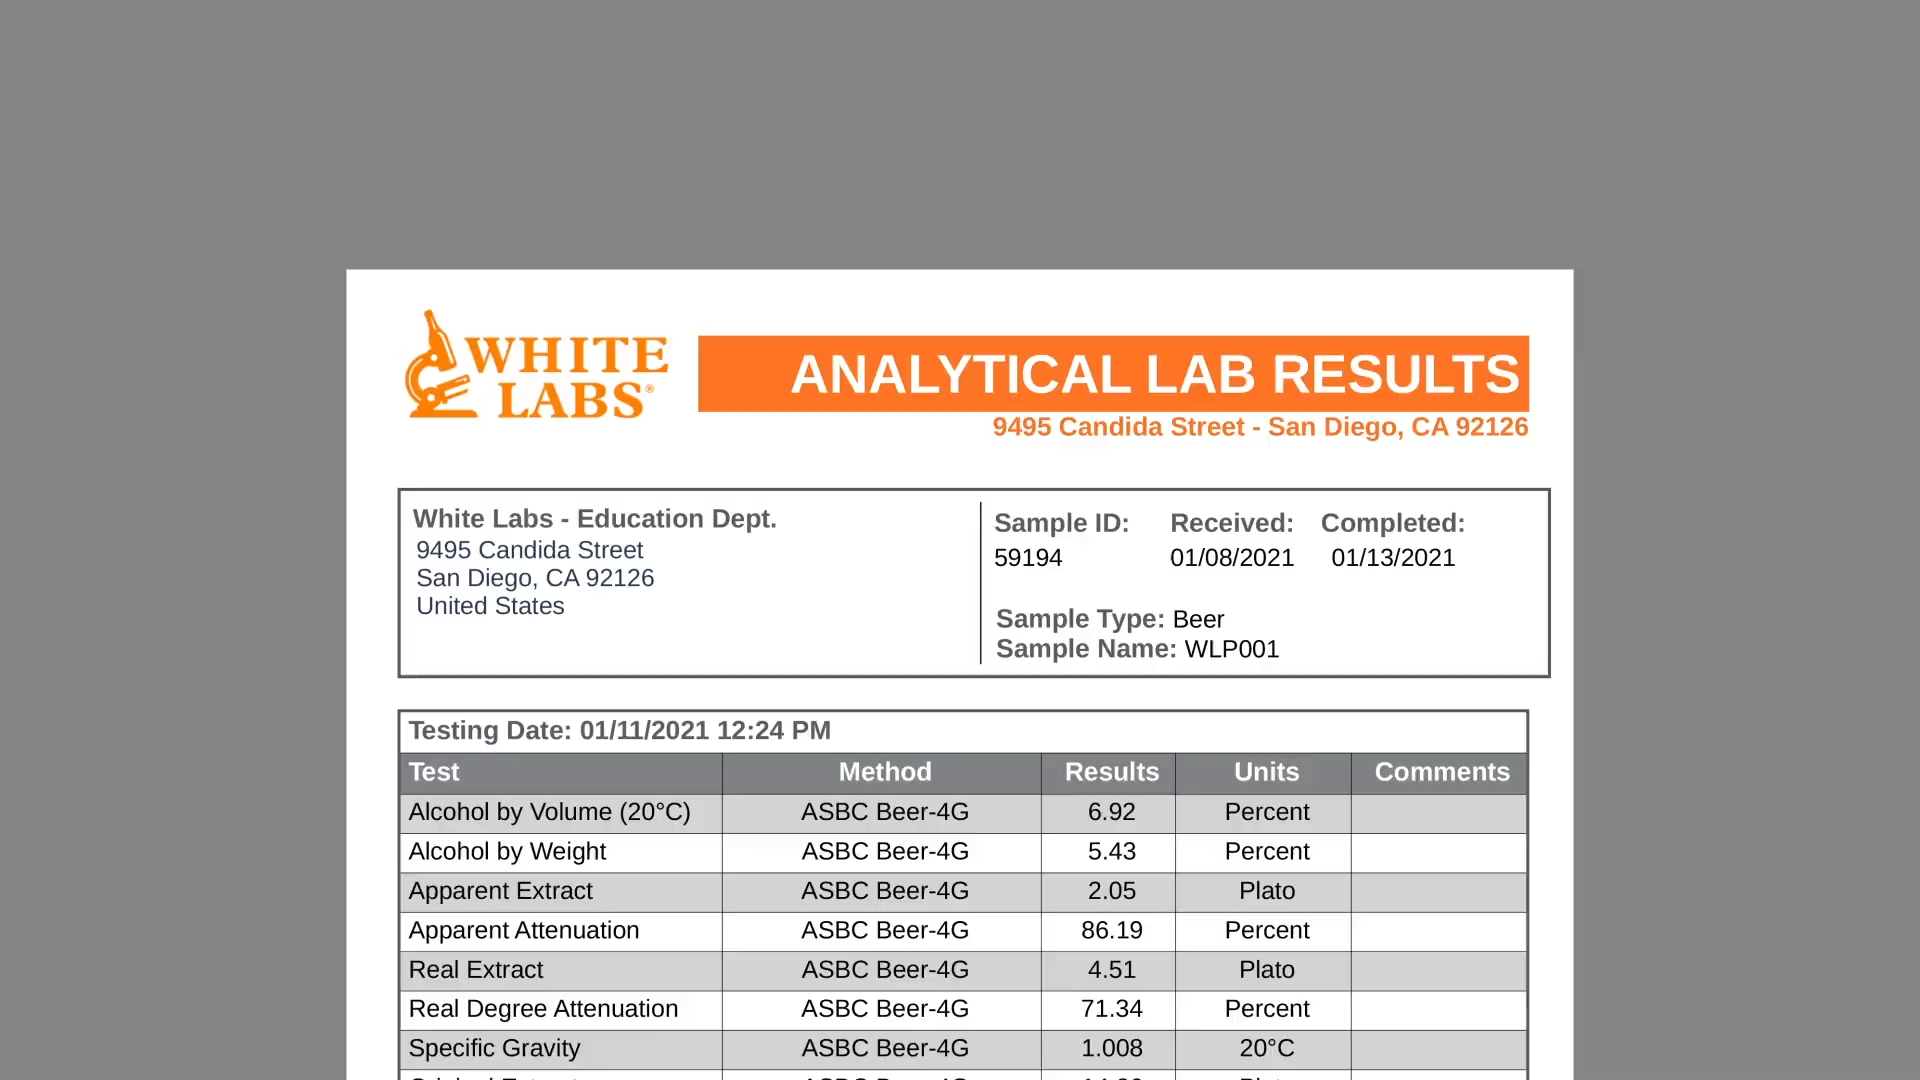 WHITE
LABS®
ANALYTICAL LAB RESULTS
9495 Candida Street - San Diego, CA 92126
White Labs - Education Dept.
9495 Candida Street
San Diego, CA 92126
United States
Sample ID: Received: Completed:
59194 01/08/2021 01/13/2021
Sample Type: Beer
Sample Name: WLP001
Testing Date: 01/11/2021 12:24 PM
Test Method Results Units Comments
Alcohol by Volume (20°C) ASBC Beer-4G 6.92 Percent
Alcohol by Weight ASBC Beer-4G 5.43 Percent
Apparent Extract ASBC Beer-4G 2.05 Plato
Apparent Attenuation ASBC Beer-4G 86.19 Percent
Real Extract ASBC Beer-4G 4.51 Plato
Real Degree Attenuation ASBC Beer-4G 71.34 Percent
Specific Gravity ASBC Beer-4G 1.008 20°C